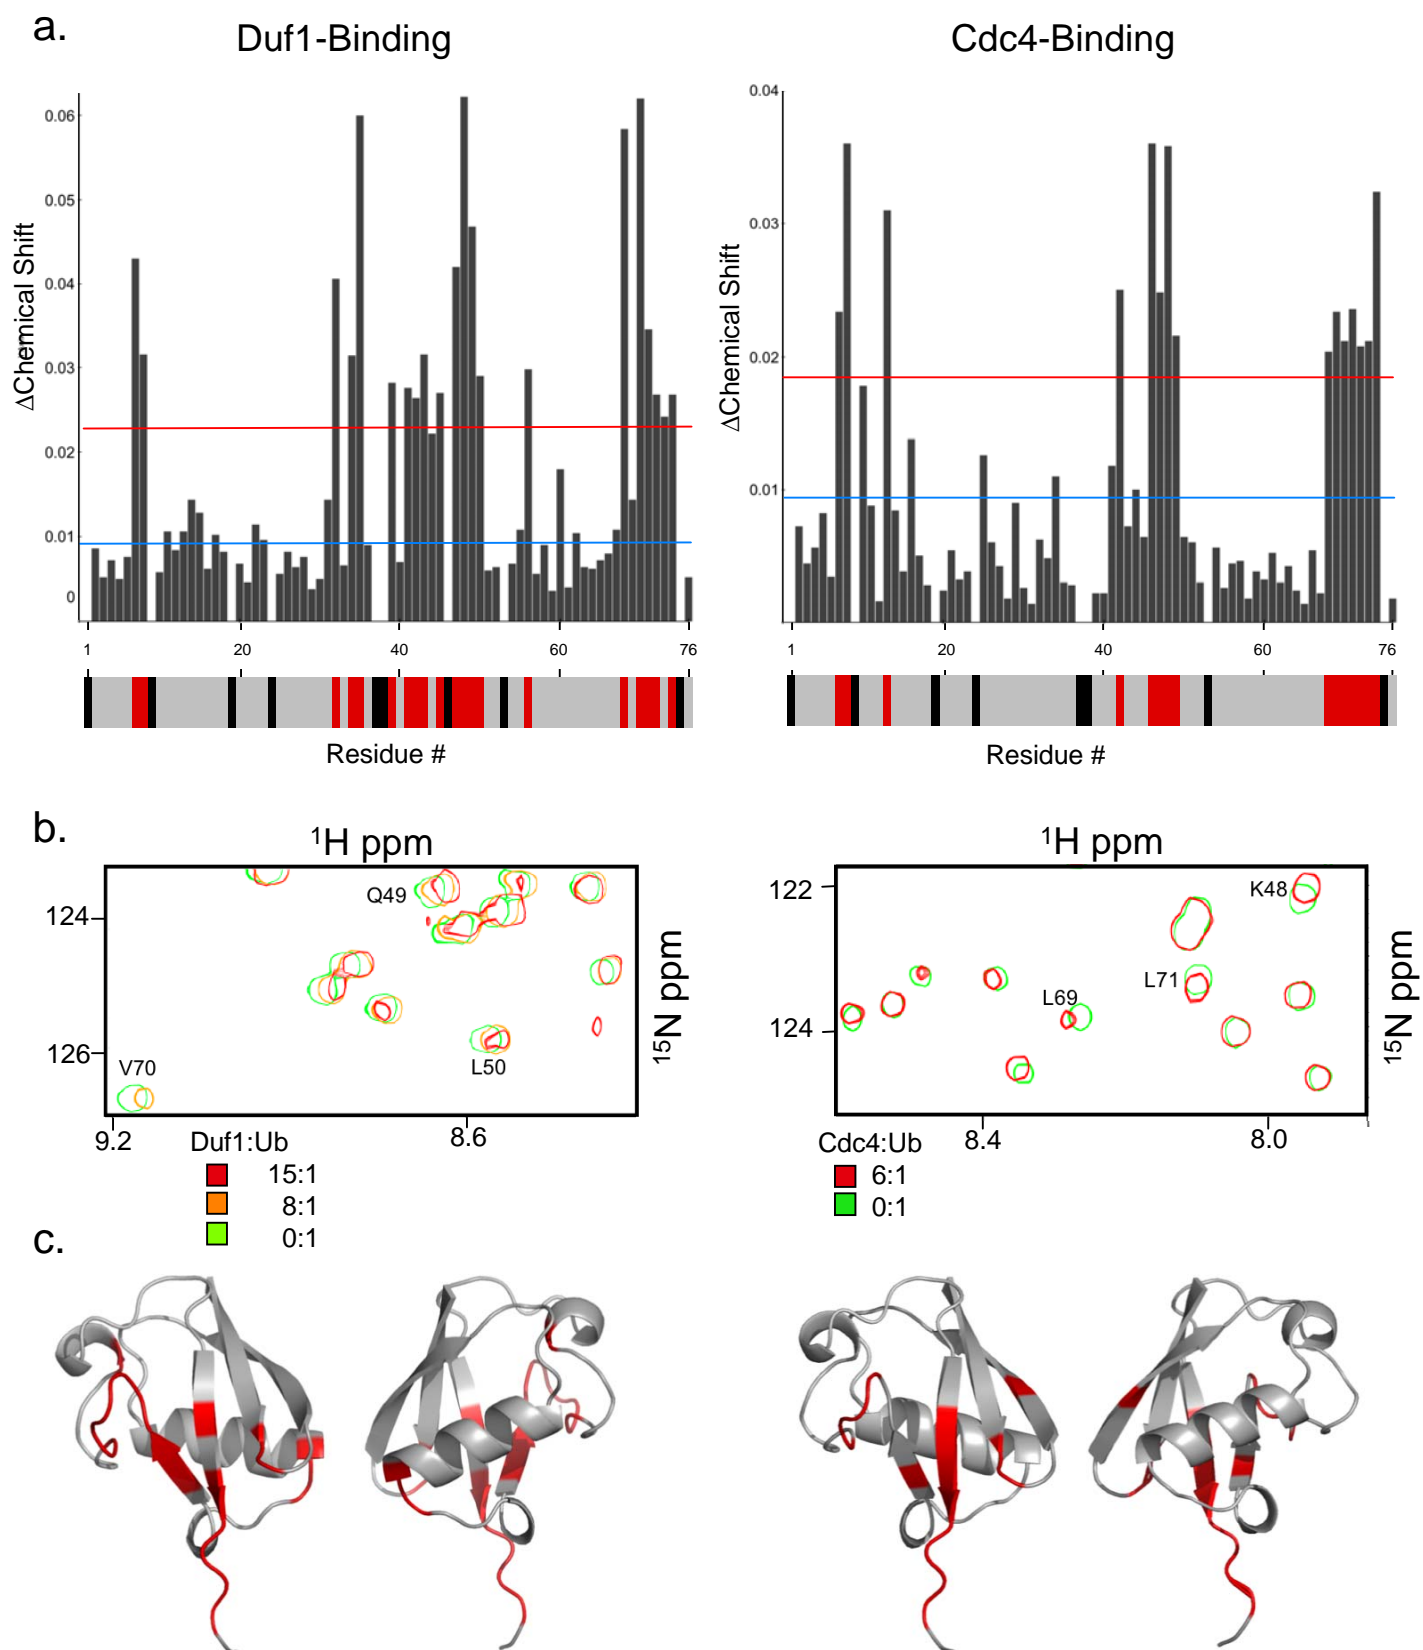 a.
Duf1-Binding
Cdc4-Binding
ΔChemical Shift
0.06
0.05
0.04
0.03
0.02
0.01
0
1 20 40 60 76
Residue #
ΔChemical Shift
0.04
0.03
0.02
0.01
1 20 40 60 76
Residue #
b.
¹H ppm
124
126
Q49
V70
L50
9.2 8.6
¹⁵N ppm
Duf1:Ub
15:1
8:1
0:1
¹H ppm
122
124
K48
L71
L69
8.4 8.0
¹⁵N ppm
Cdc4:Ub
6:1
0:1
c.